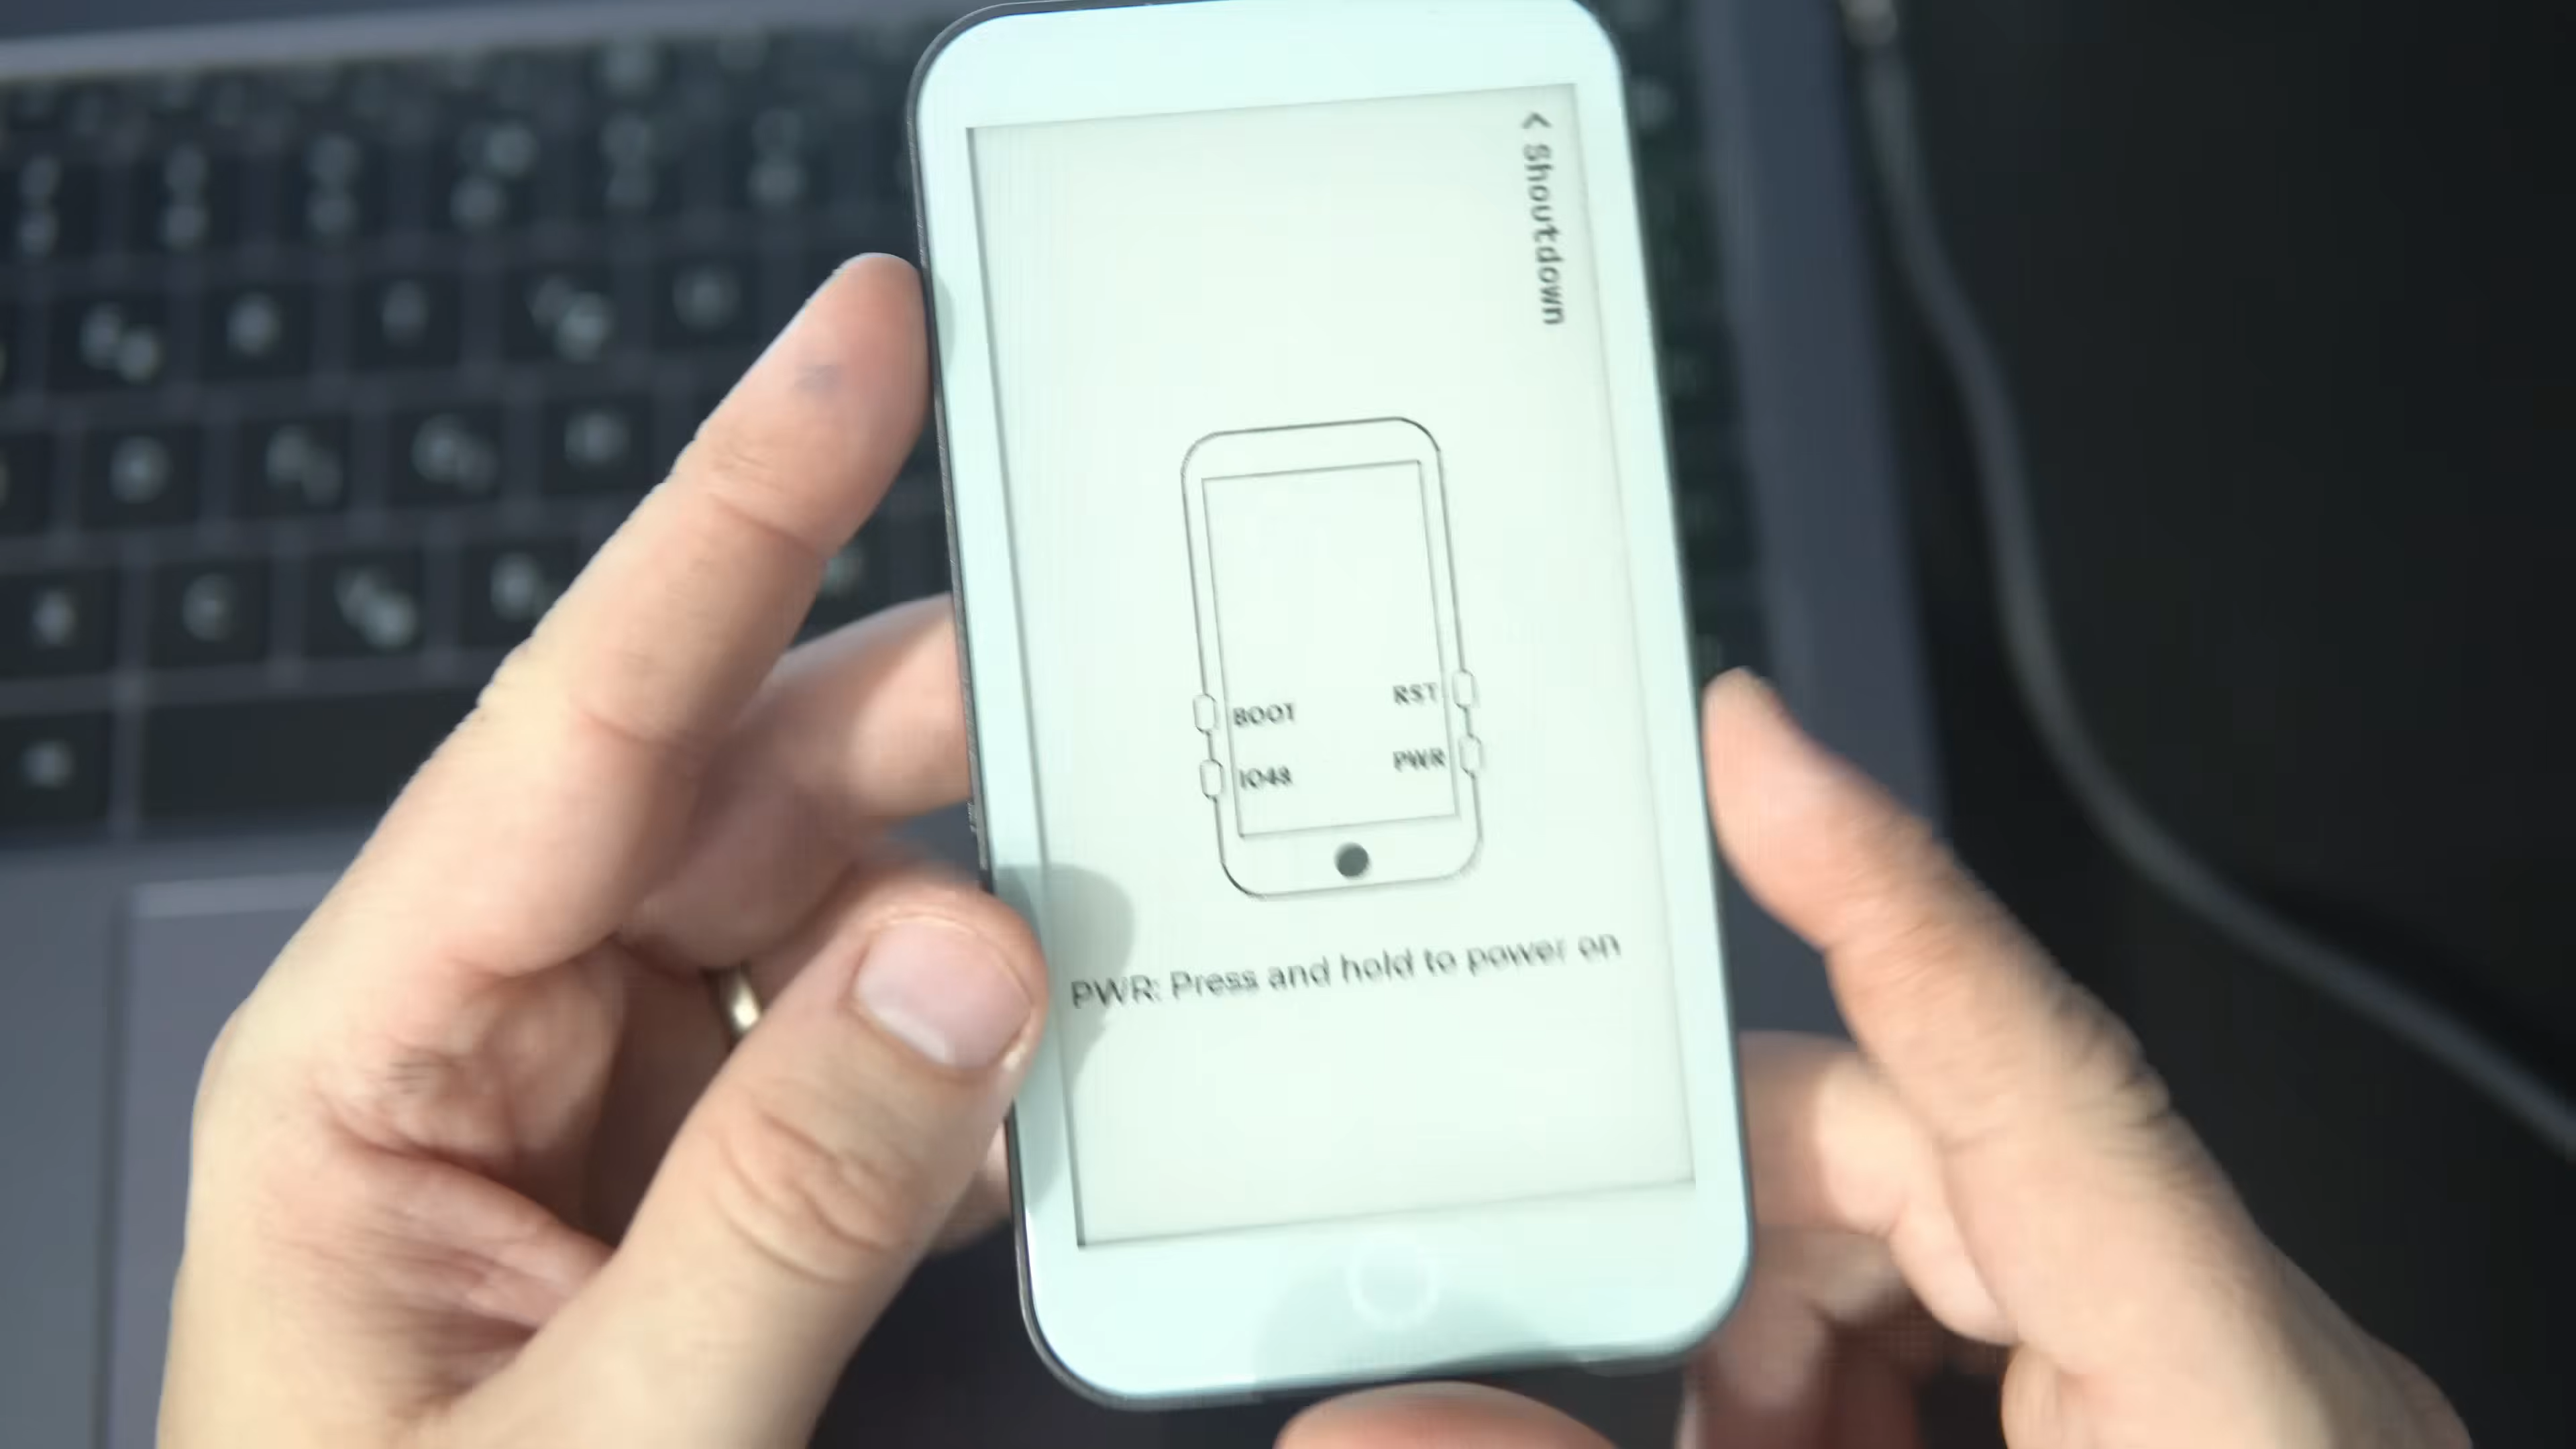 < Shoutdown
BOOT
RST
IO48
PWR
PWR: Press and hold to power on